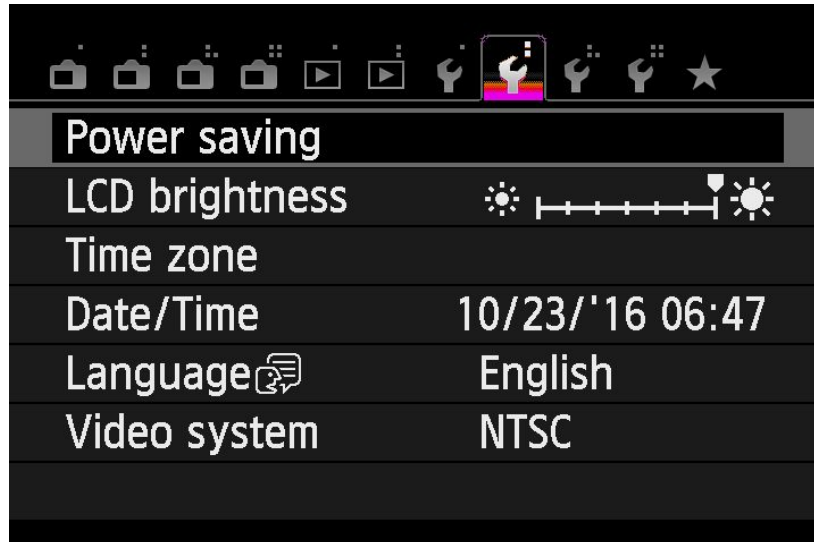 Power saving
LCD brightness
Time zone
Date/Time 10/23/'16 06:47
Language English
Video system NTSC